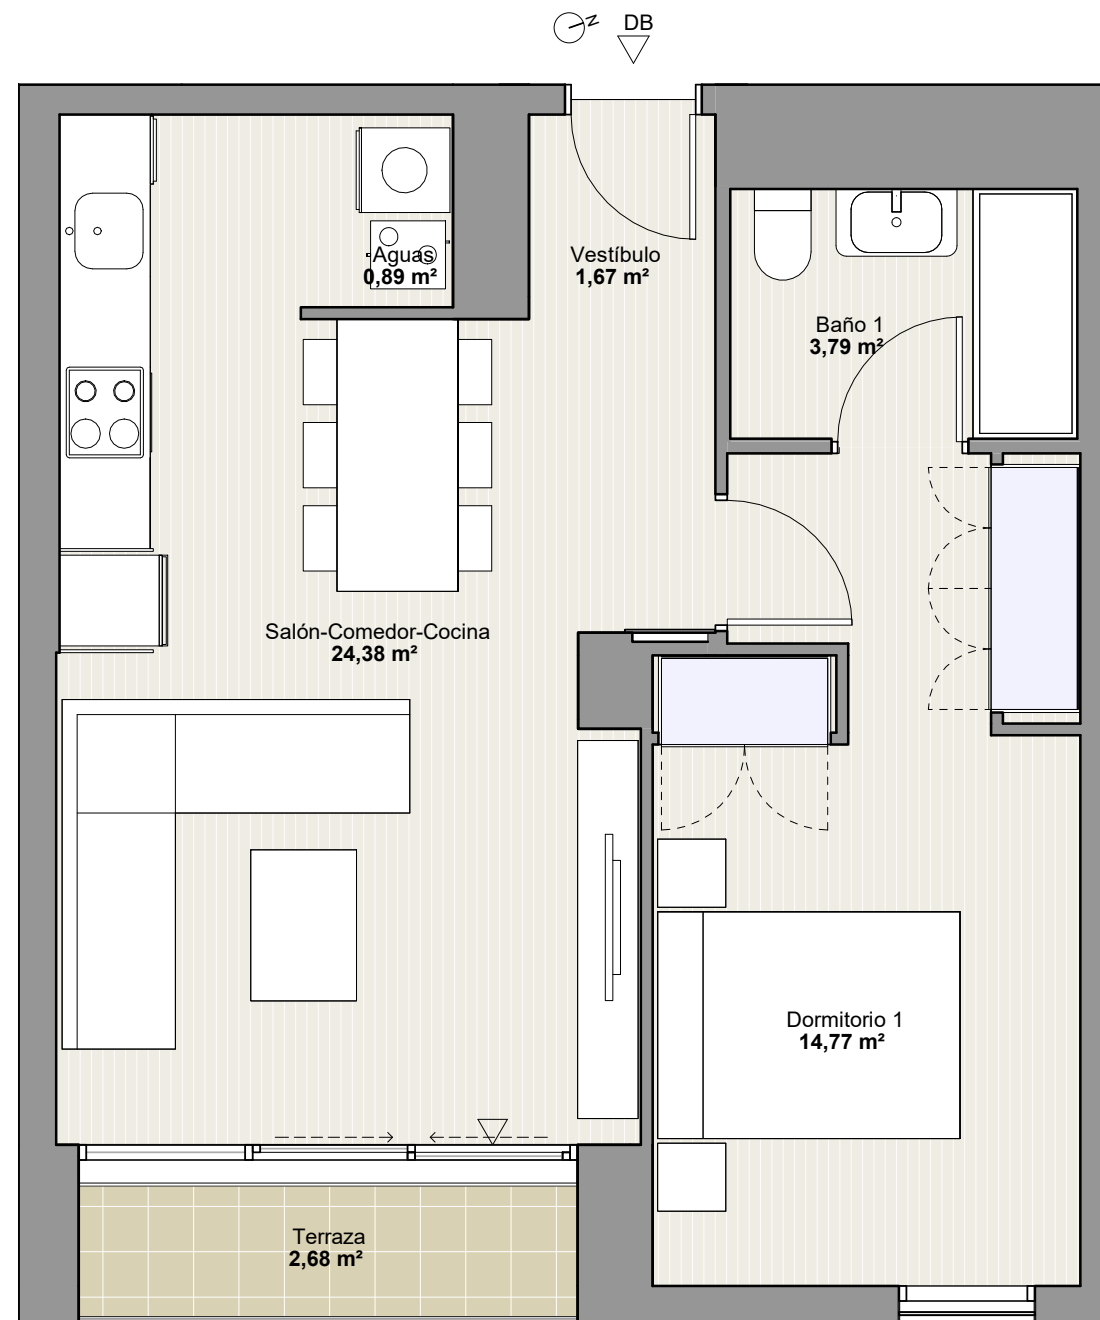 N
DB
Aguas
0,89 m²
Vestíbulo
1,67 m²
Baño 1
3,79 m²
Salón-Comedor-Cocina
24,38 m²
Dormitorio 1
14,77 m²
Terraza
2,68 m²